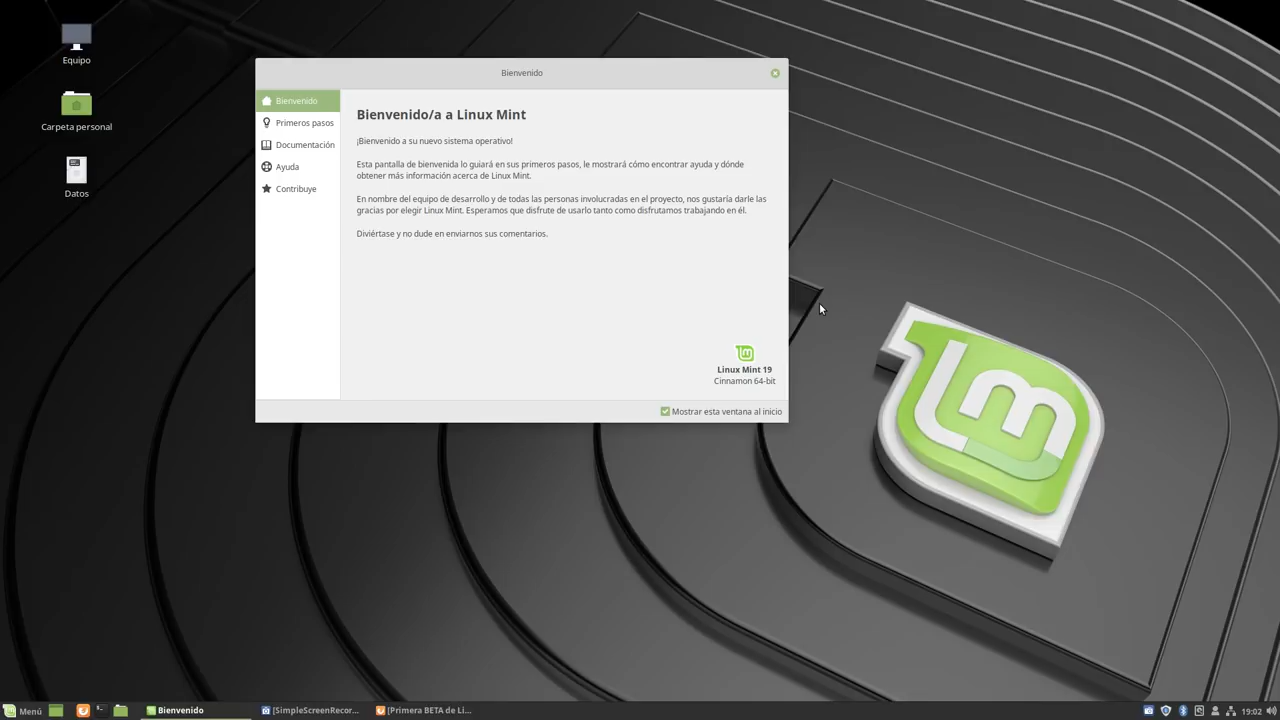 Equipo
Carpeta personal
Datos
Bienvenido
Bienvenido
Primeros pasos
Documentación
Ayuda
Contribuye
Bienvenido/a a Linux Mint
¡Bienvenido a su nuevo sistema operativo!
Esta pantalla de bienvenida lo guiará en sus primeros pasos, le mostrará cómo encontrar ayuda y dónde
obtener más información acerca de Linux Mint.
En nombre del equipo de desarrollo y de todas las personas involucradas en el proyecto, nos gustaría darle las
gracias por elegir Linux Mint. Esperamos que disfrute de usarlo tanto como disfrutamos trabajando en él.
Diviértase y no dude en enviarnos sus comentarios.
Linux Mint 19
Cinnamon 64-bit
Mostrar esta ventana al inicio
Menú
Bienvenido
[SimpleScreenRecor...
[Primera BETA de Li...
19:02